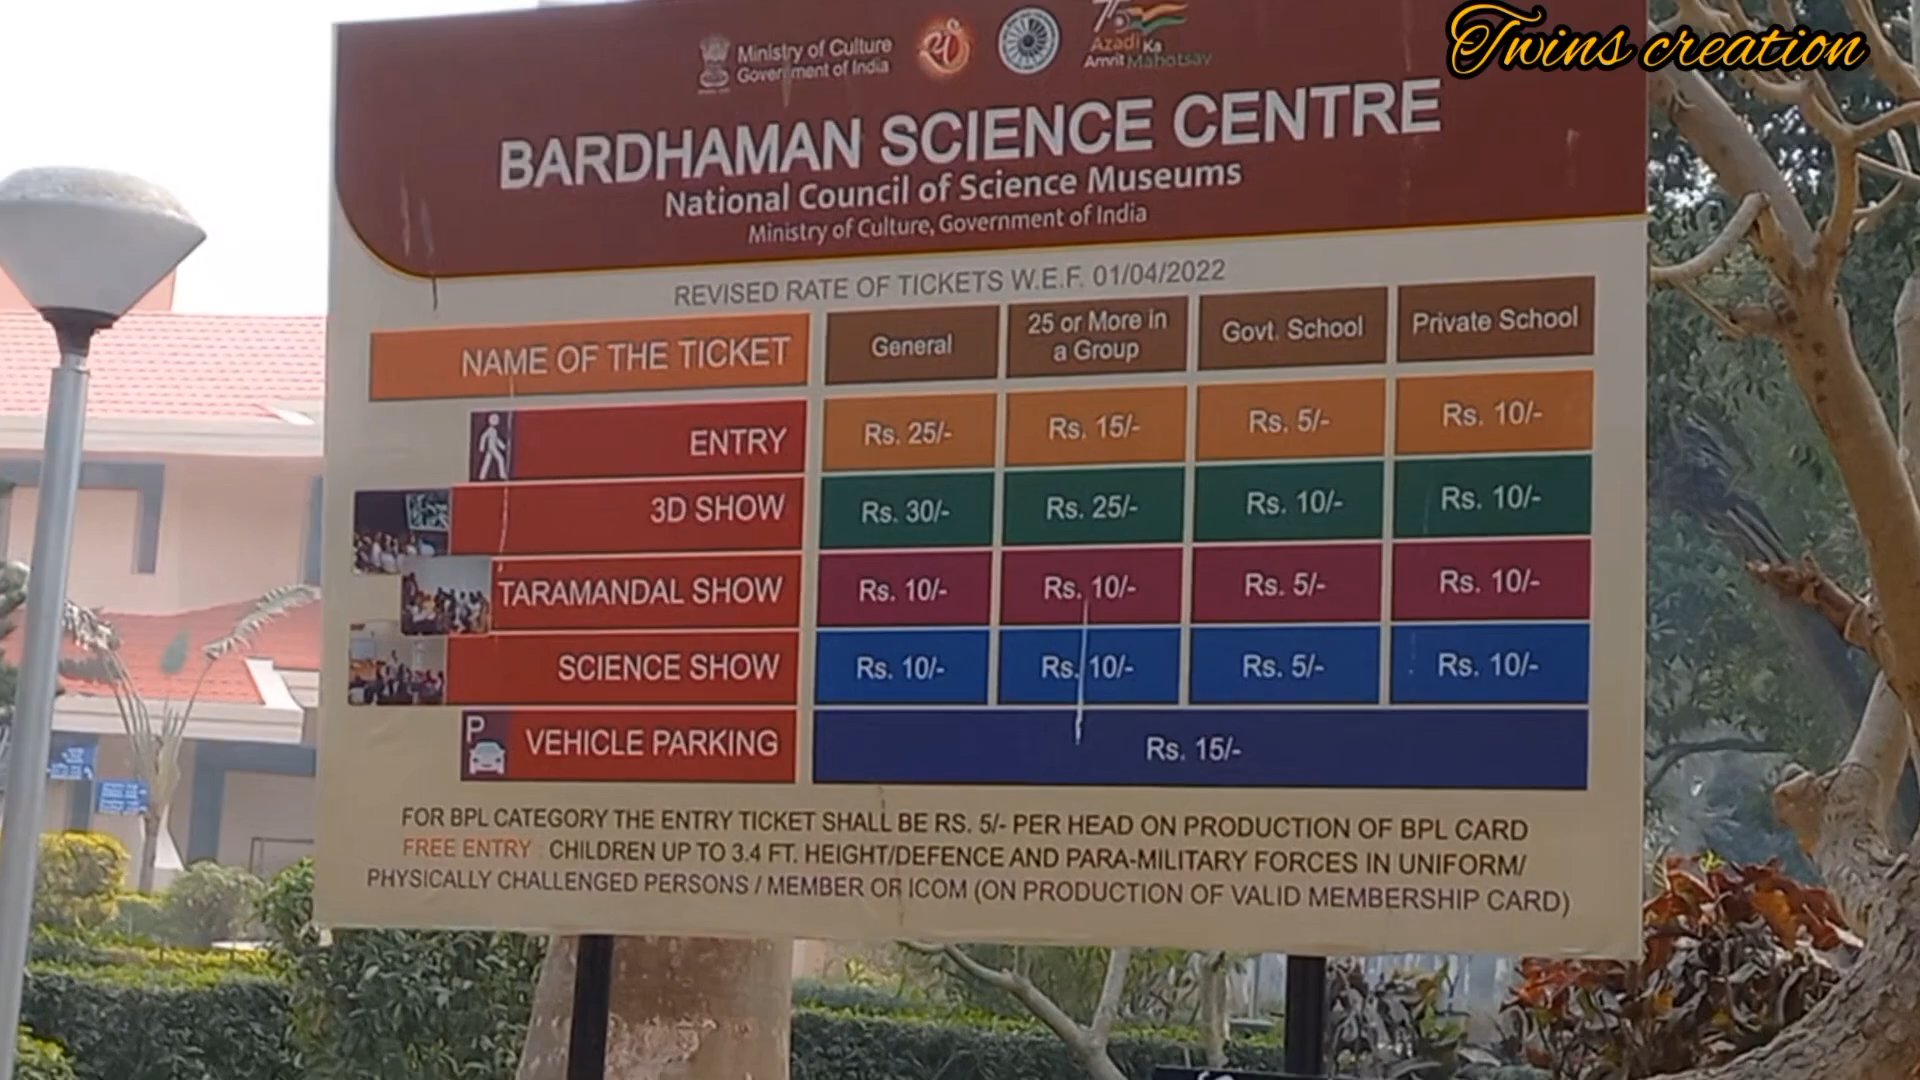 Twins creation
Ministry of Culture
Government of India
75
Azadi Ka
Amrit Mahotsav
BARDHAMAN SCIENCE CENTRE
National Council of Science Museums
Ministry of Culture, Government of India
REVISED RATE OF TICKETS W.E.F. 01/04/2022
NAME OF THE TICKET General 25 or More in a Group Govt. School Private School
ENTRY Rs. 25/- Rs. 15/- Rs. 5/- Rs. 10/-
3D SHOW Rs. 30/- Rs. 25/- Rs. 10/- Rs. 10/-
TARAMANDAL SHOW Rs. 10/- Rs. 10/- Rs. 5/- Rs. 10/-
SCIENCE SHOW Rs. 10/- Rs. 10/- Rs. 5/- Rs. 10/-
P VEHICLE PARKING Rs. 15/-
FOR BPL CATEGORY THE ENTRY TICKET SHALL BE RS. 5/- PER HEAD ON PRODUCTION OF BPL CARD
FREE ENTRY : CHILDREN UP TO 3.4 FT. HEIGHT/DEFENCE AND PARA-MILITARY FORCES IN UNIFORM/
PHYSICALLY CHALLENGED PERSONS / MEMBER OF ICOM (ON PRODUCTION OF VALID MEMBERSHIP CARD)